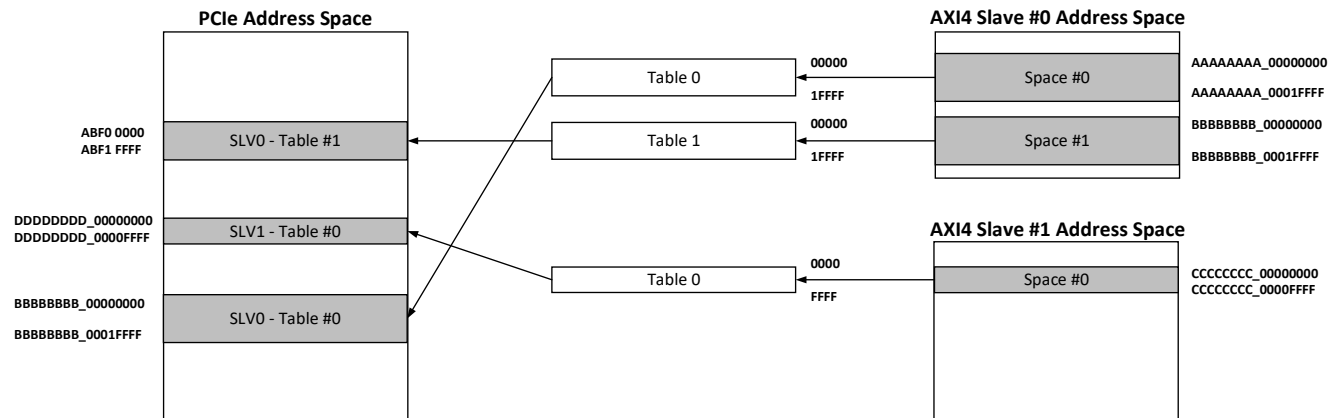 PCIe Address Space
ABF0 0000
ABF1 FFFF
SLV0 - Table #1
DDDDDDDD_00000000
DDDDDDDD_0000FFFF
SLV1 - Table #0
BBBBBBBB_00000000
BBBBBBBB_0001FFFF
SLV0 - Table #0
Table 0
00000
1FFFF
Table 1
00000
1FFFF
Table 0
0000
FFFF
AXI4 Slave #0 Address Space
Space #0
AAAAAAAA_00000000
AAAAAAAA_0001FFFF
Space #1
BBBBBBBB_00000000
BBBBBBBB_0001FFFF
AXI4 Slave #1 Address Space
Space #0
CCCCCCCC_00000000
CCCCCCCC_0000FFFF